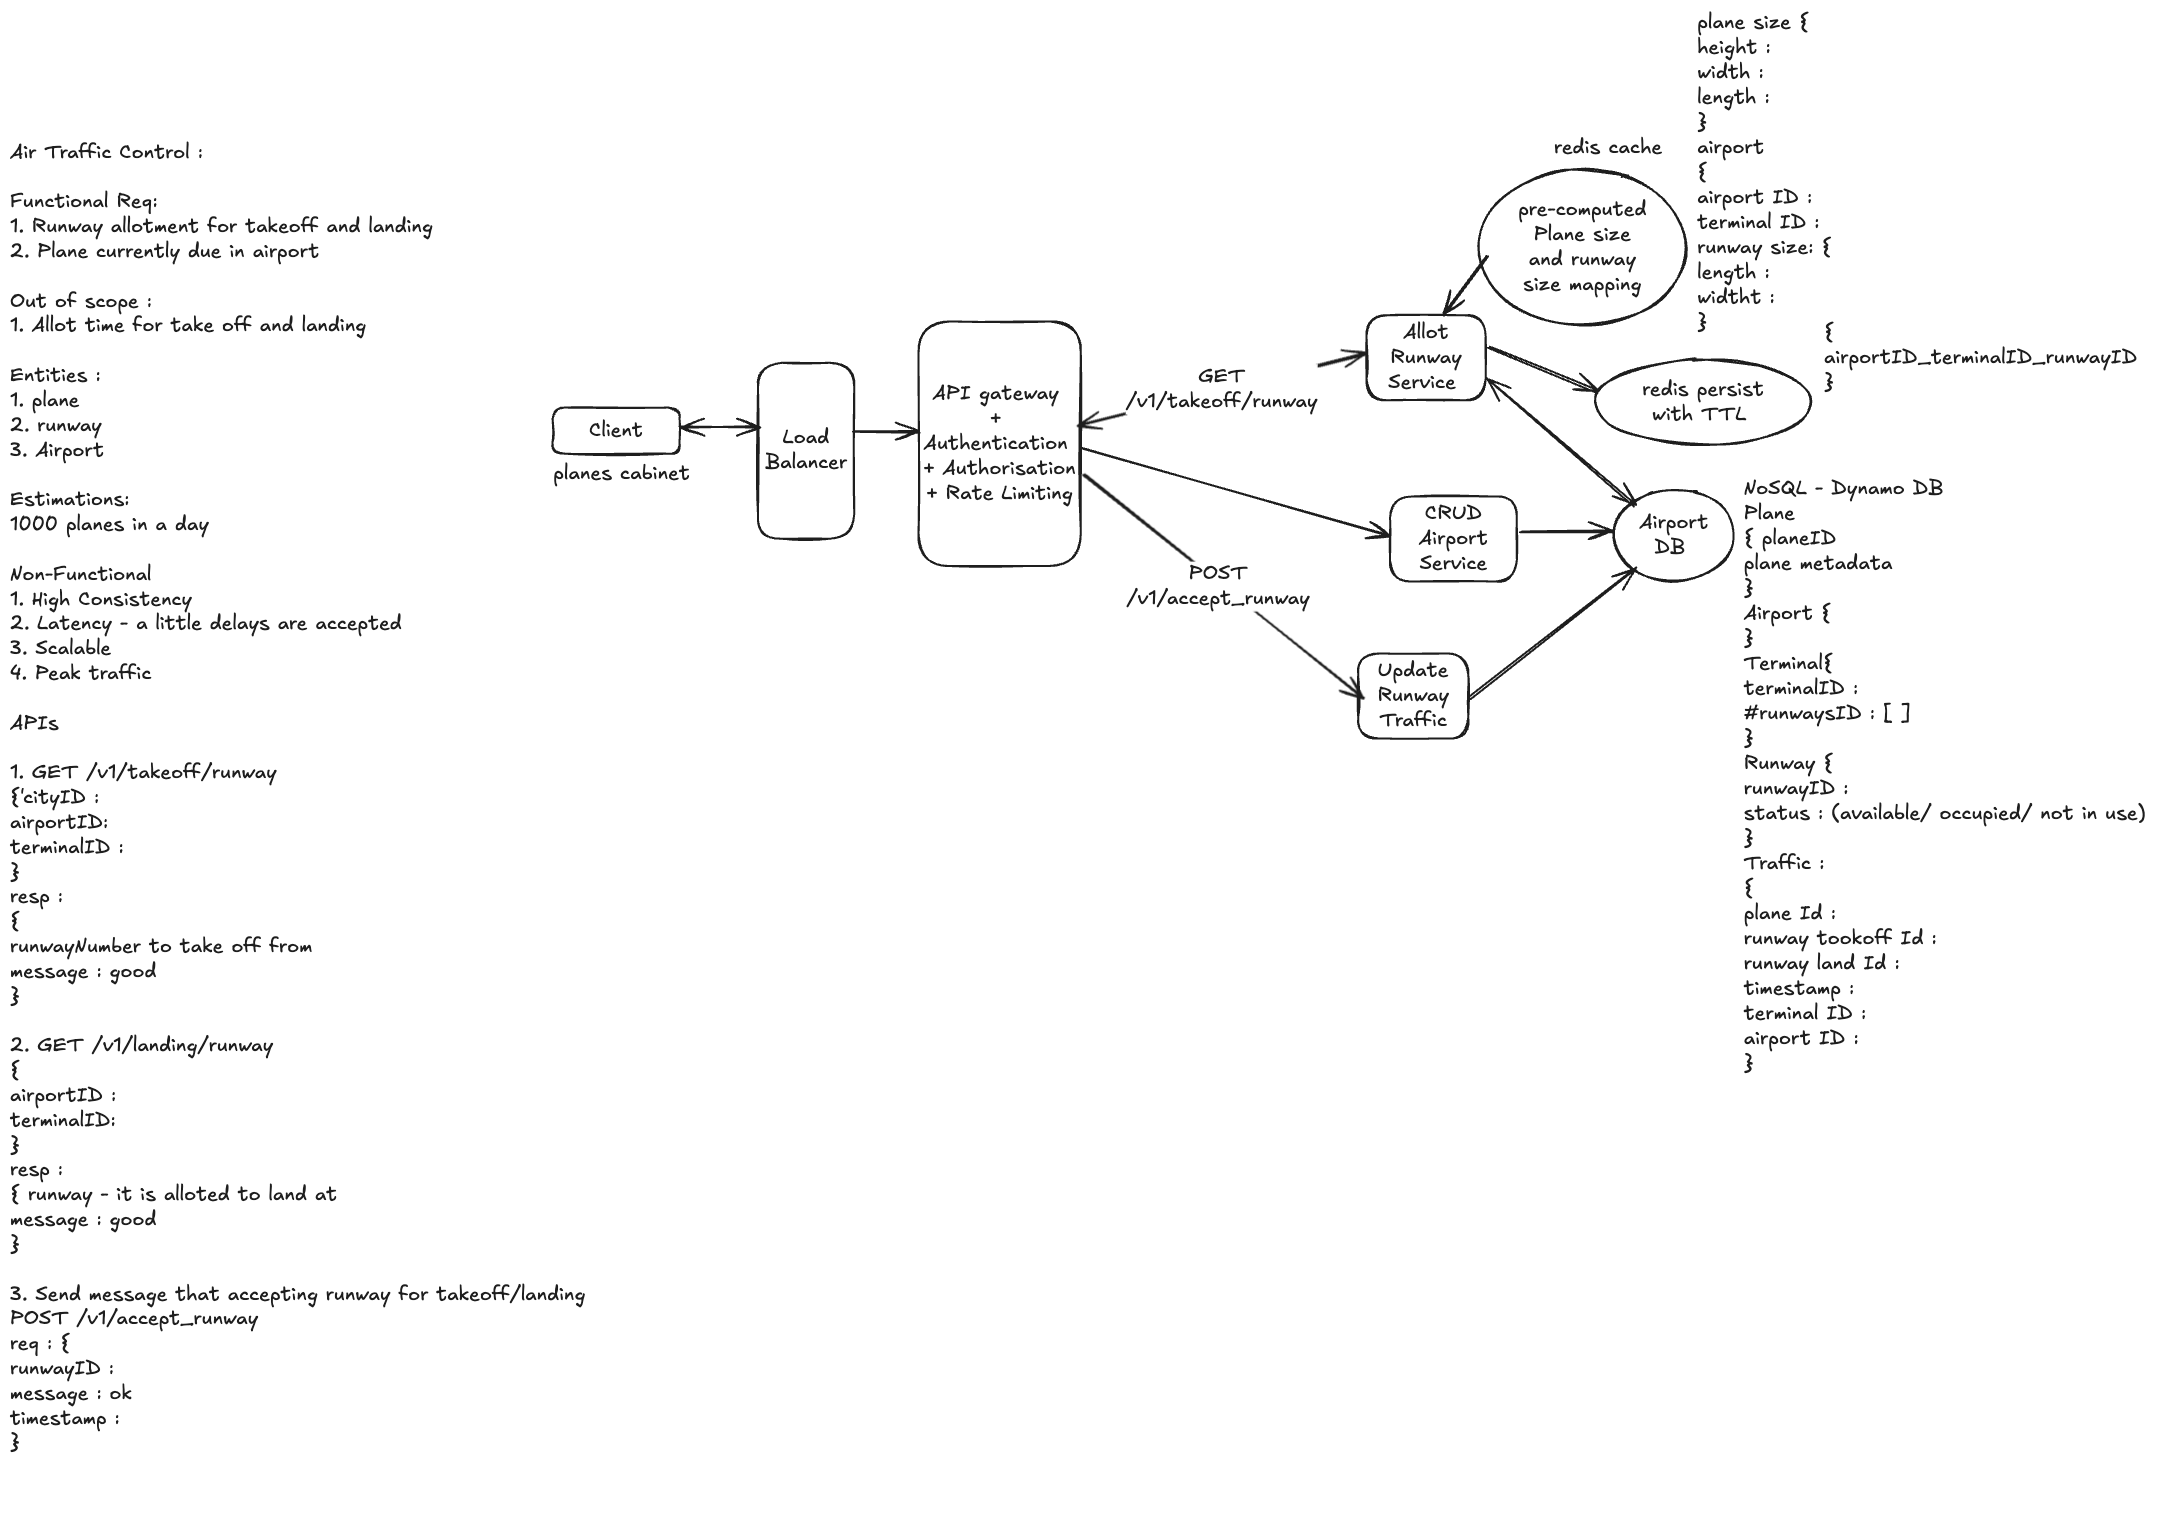 Air Traffic Control :
Functional Req:
1. Runway allotment for takeoff and landing
2. Plane currently due in airport
Out of scope :
1. Allot time for take off and landing
Entities :
1. plane
2. runway
3. Airport
Estimations:
1000 planes in a day
Non-Functional
1. High Consistency
2. Latency - a little delays are accepted
3. Scalable
4. Peak traffic
APIs
1. GET /v1/takeoff/runway
{'cityID :
airportID:
terminalID :
}
resp :
{
runwayNumber to take off from
message : good
}
2. GET /v1/landing/runway
{
airportID :
terminalID:
}
resp :
{ runway - it is alloted to land at
message : good
}
3. Send message that accepting runway for takeoff/landing
POST /v1/accept_runway
req : {
runwayID :
message : ok
timestamp :
}
Client
planes cabinet
Load
Balancer
API gateway
+
Authentication
+ Authorisation
+ Rate Limiting
GET
/v1/takeoff/runway
POST
/v1/accept_runway
Allot
Runway
Service
CRUD
Airport
Service
Update
Runway
Traffic
redis cache
pre-computed
Plane size
and runway
size mapping
redis persist
with TTL
Airport
DB
plane size {
height :
width :
length :
}
airport
{
airport ID :
terminal ID :
runway size: {
length :
widtht :
}
{
airportID_terminalID_runwayID
}
NoSQL - Dynamo DB
Plane
{ planeID
plane metadata
}
Airport {
}
Terminal{
terminalID :
#runwaysID : [ ]
}
Runway {
runwayID :
status : (available/ occupied/ not in use)
}
Traffic :
{
plane Id :
runway tookoff Id :
runway land Id :
timestamp :
terminal ID :
airport ID :
}